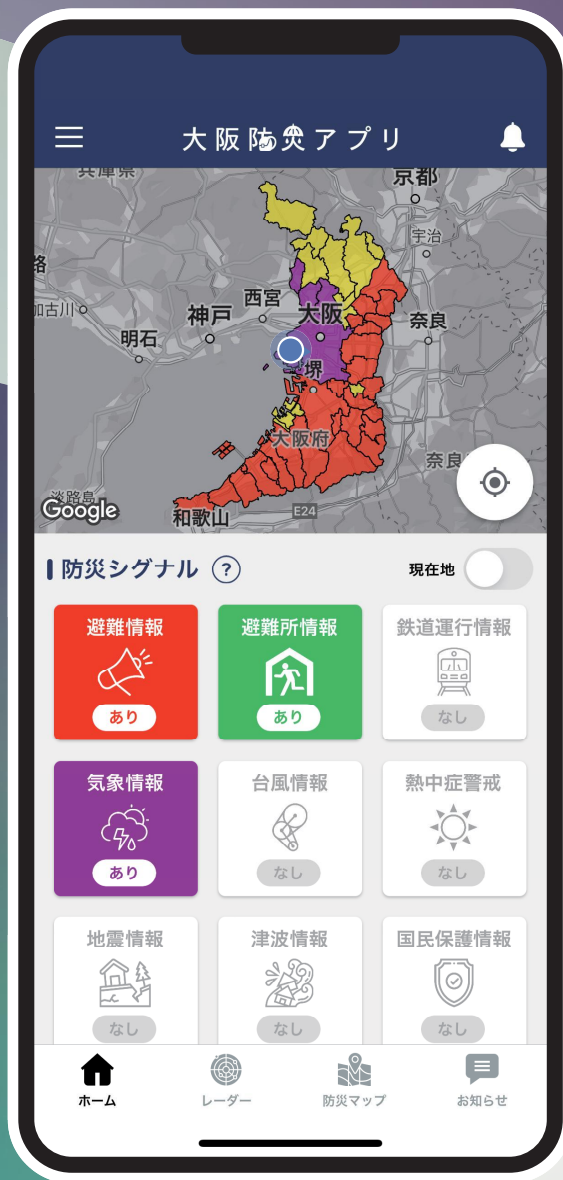 大阪防災アプリ
兵庫県
京都
宇治
路
加古川
西宮
神戸
大阪
奈良
明石
堺
大阪府
奈良
淡路島
Google
和歌山
E24
防災シグナル ?
現在地
避難情報 避難所情報 鉄道運行情報
あり あり なし
気象情報 台風情報 熱中症警戒
あり なし なし
地震情報 津波情報 国民保護情報
なし なし なし
ホーム レーダー 防災マップ お知らせ